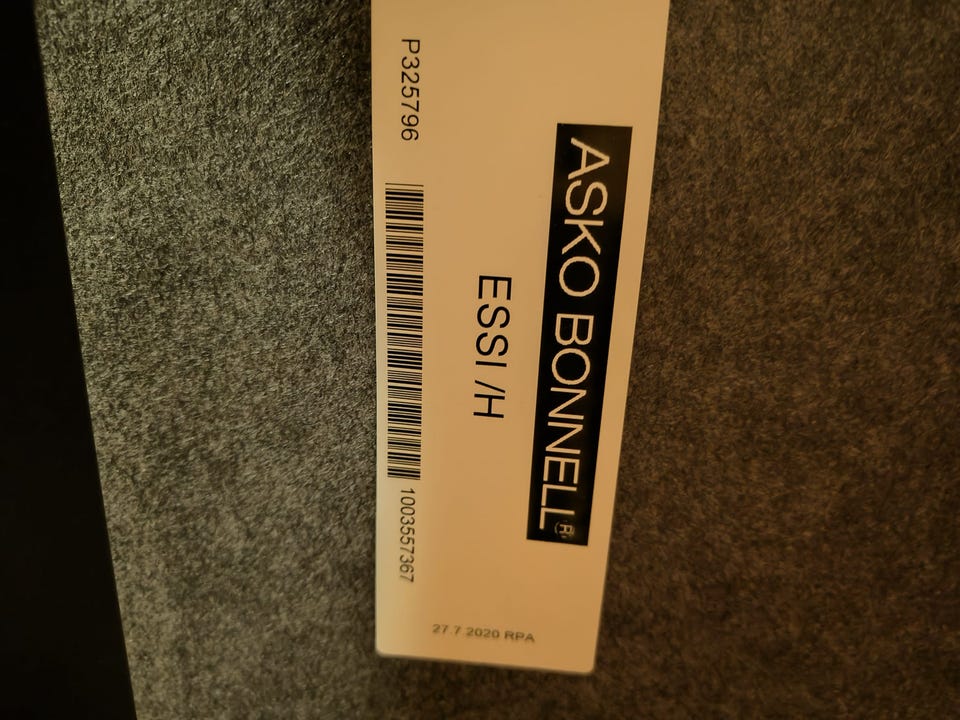 ASKO BONNELL®
ESSI /H
P325796
1003557367
27.7 2020 RPA